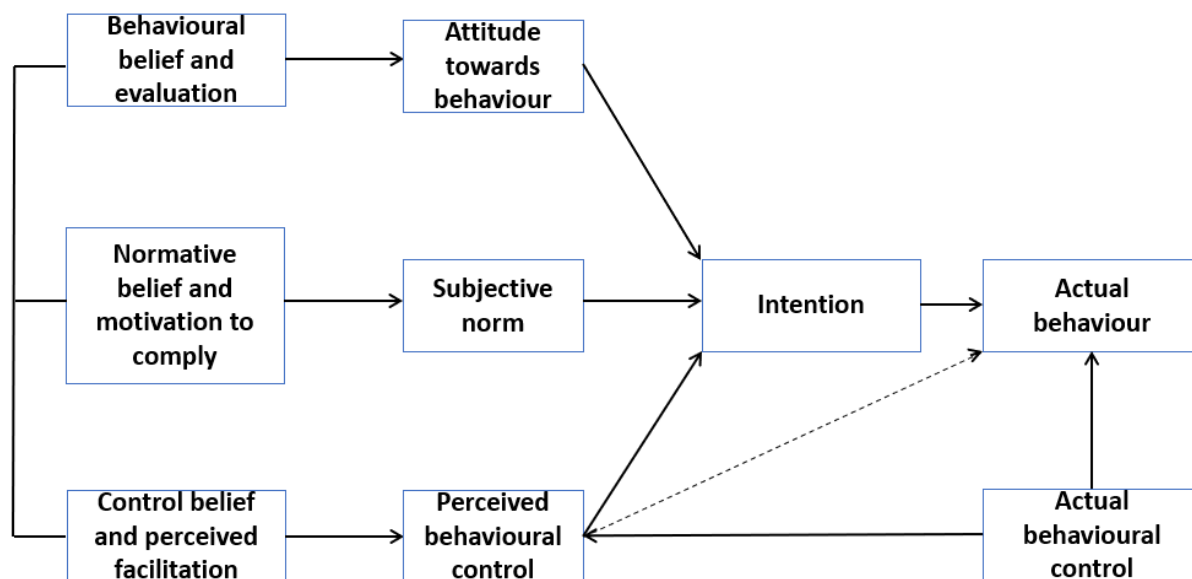 Behavioural
belief and
evaluation
Attitude
towards
behaviour
Normative
belief and
motivation to
comply
Subjective
norm
Intention
Actual
behaviour
Control belief
and perceived
facilitation
Perceived
behavioural
control
Actual
behavioural
control